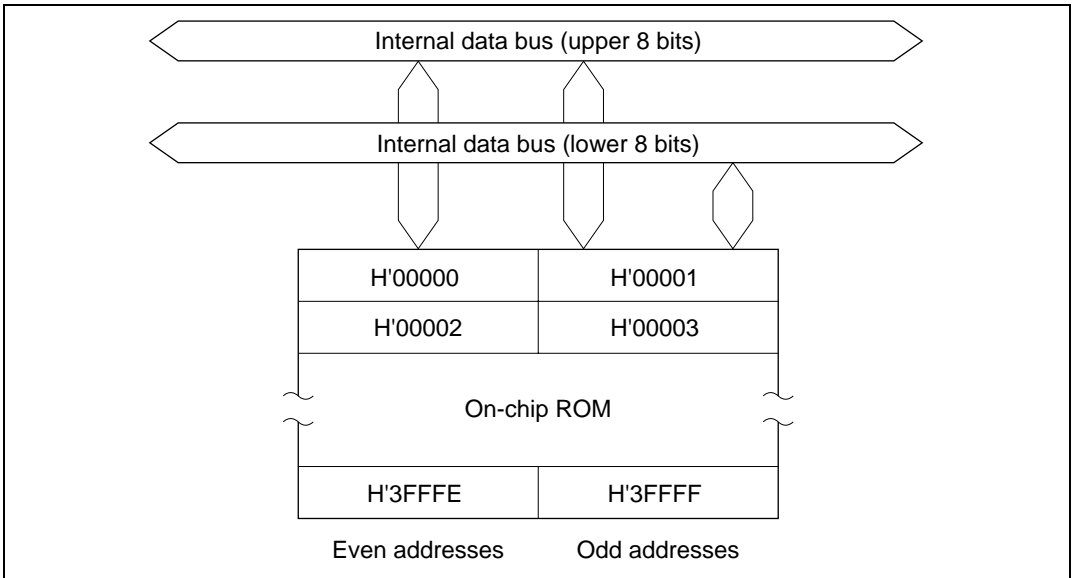 Internal data bus (upper 8 bits)
Internal data bus (lower 8 bits)
H'00000 H'00001
H'00002 H'00003
On-chip ROM
H'3FFFE H'3FFFF
Even addresses Odd addresses